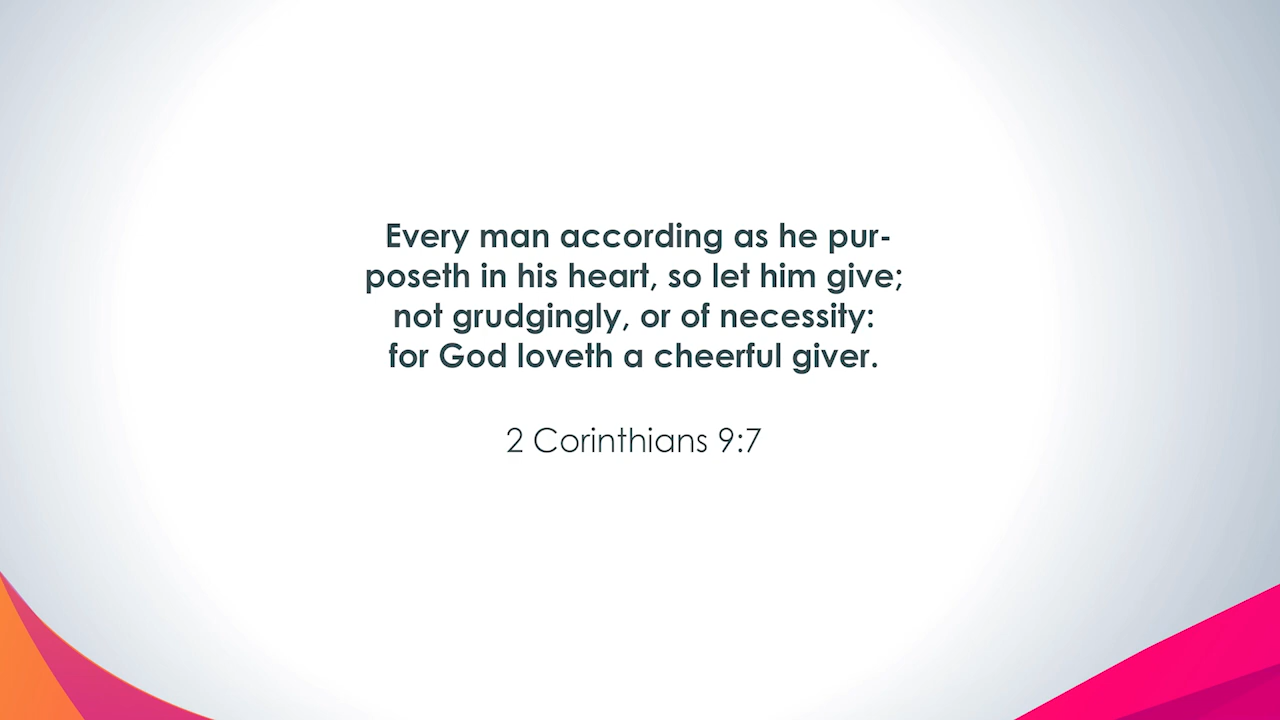 Every man according as he pur-
poseth in his heart, so let him give;
not grudgingly, or of necessity:
for God loveth a cheerful giver.
2 Corinthians 9:7